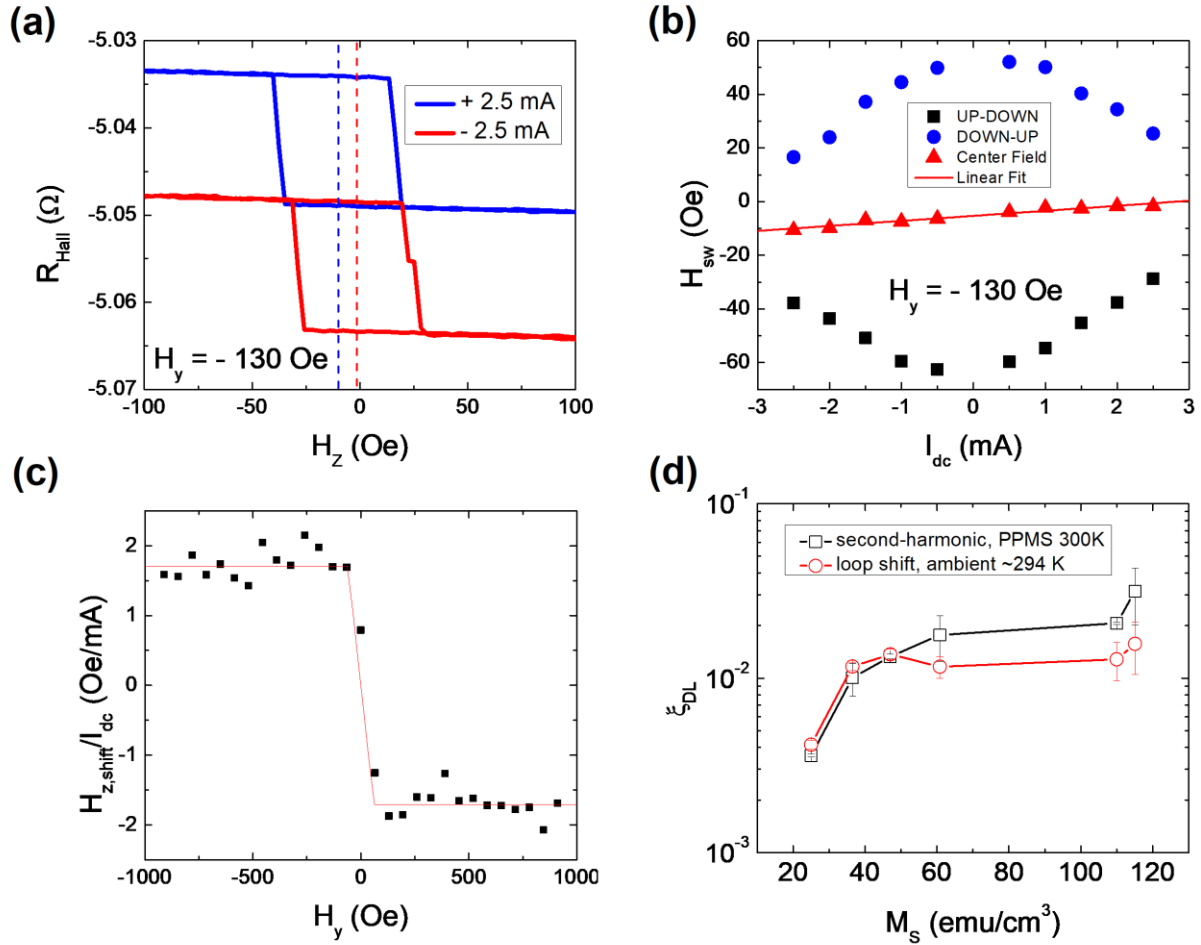 (a)
-5.03
-5.04
-5.05
-5.06
-5.07
R_Hall (Ω)
+ 2.5 mA
- 2.5 mA
H_y = - 130 Oe
-100
-50
0
50
100
H_Z (Oe)
(b)
60
40
20
0
-20
-40
-60
H_sw (Oe)
UP-DOWN
DOWN-UP
Center Field
Linear Fit
H_y = - 130 Oe
-3
-2
-1
0
1
2
3
I_dc (mA)
(c)
2
1
0
-1
-2
H_z,shift/I_dc (Oe/mA)
-1000
-500
0
500
1000
H_y (Oe)
(d)
10^-1
10^-2
10^-3
ξ_DL
second-harmonic, PPMS 300K
loop shift, ambient ~294 K
20
40
60
80
100
120
M_S (emu/cm^3)